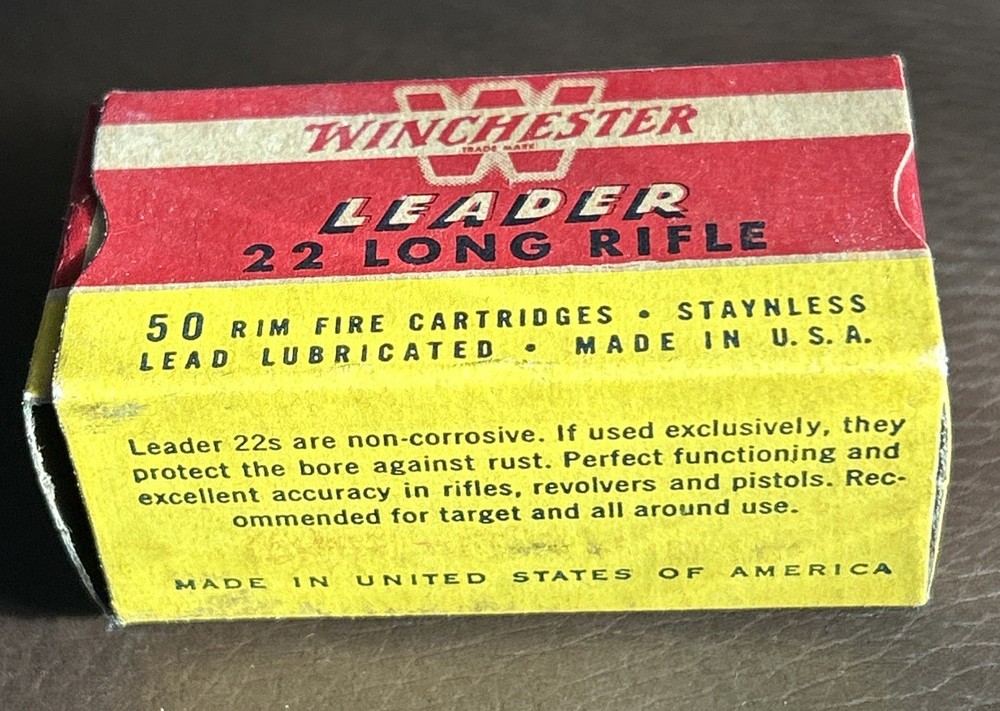 WINCHESTER
TRADE MARK
LEADER
22 LONG RIFLE
50 RIM FIRE CARTRIDGES • STAYNLESS
LEAD LUBRICATED • MADE IN U.S.A.
Leader 22s are non-corrosive. If used exclusively, they
protect the bore against rust. Perfect functioning and
excellent accuracy in rifles, revolvers and pistols. Rec-
ommended for target and all around use.
MADE IN UNITED STATES OF AMERICA